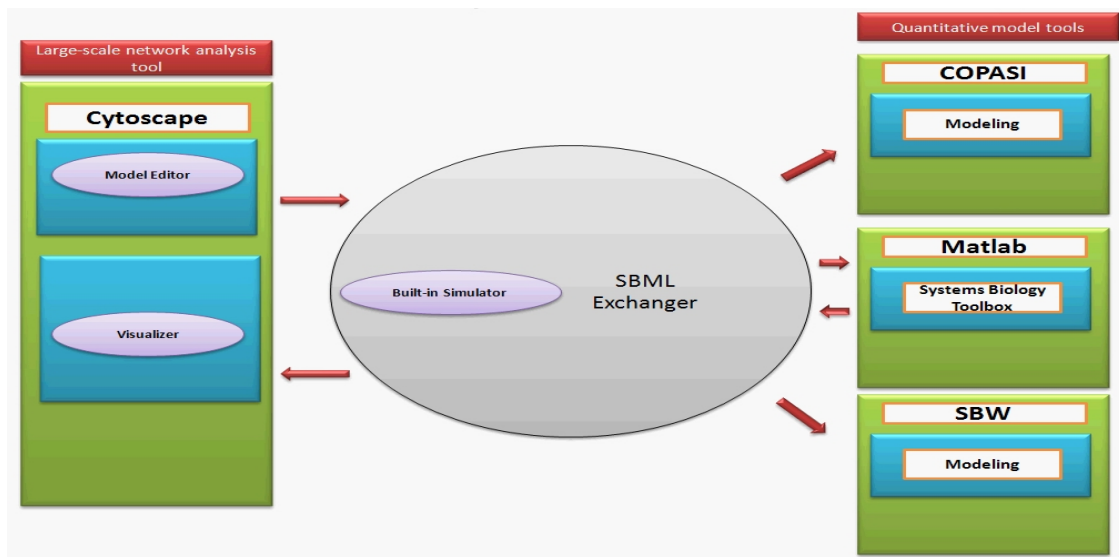 Large-scale network analysis
tool
Cytoscape
Model Editor
Visualizer
Built-in Simulator
SBML
Exchanger
Quantitative model tools
COPASI
Modeling
Matlab
Systems Biology
Toolbox
SBW
Modeling